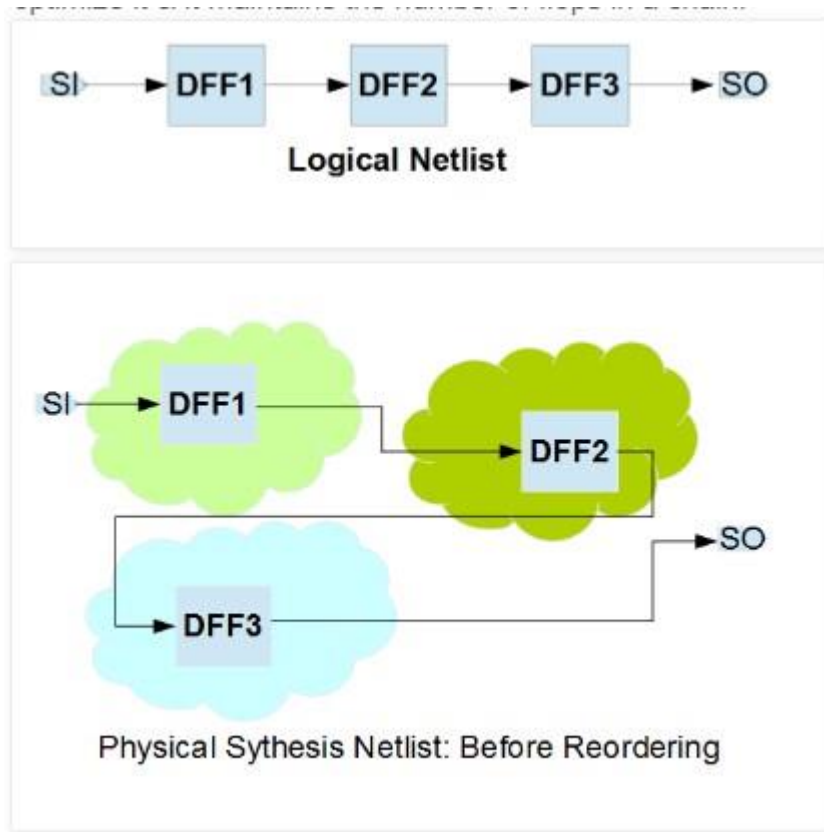 SI DFF1 DFF2 DFF3 SO
Logical Netlist
SI DFF1
DFF2
SO
DFF3
Physical Sythesis Netlist: Before Reordering